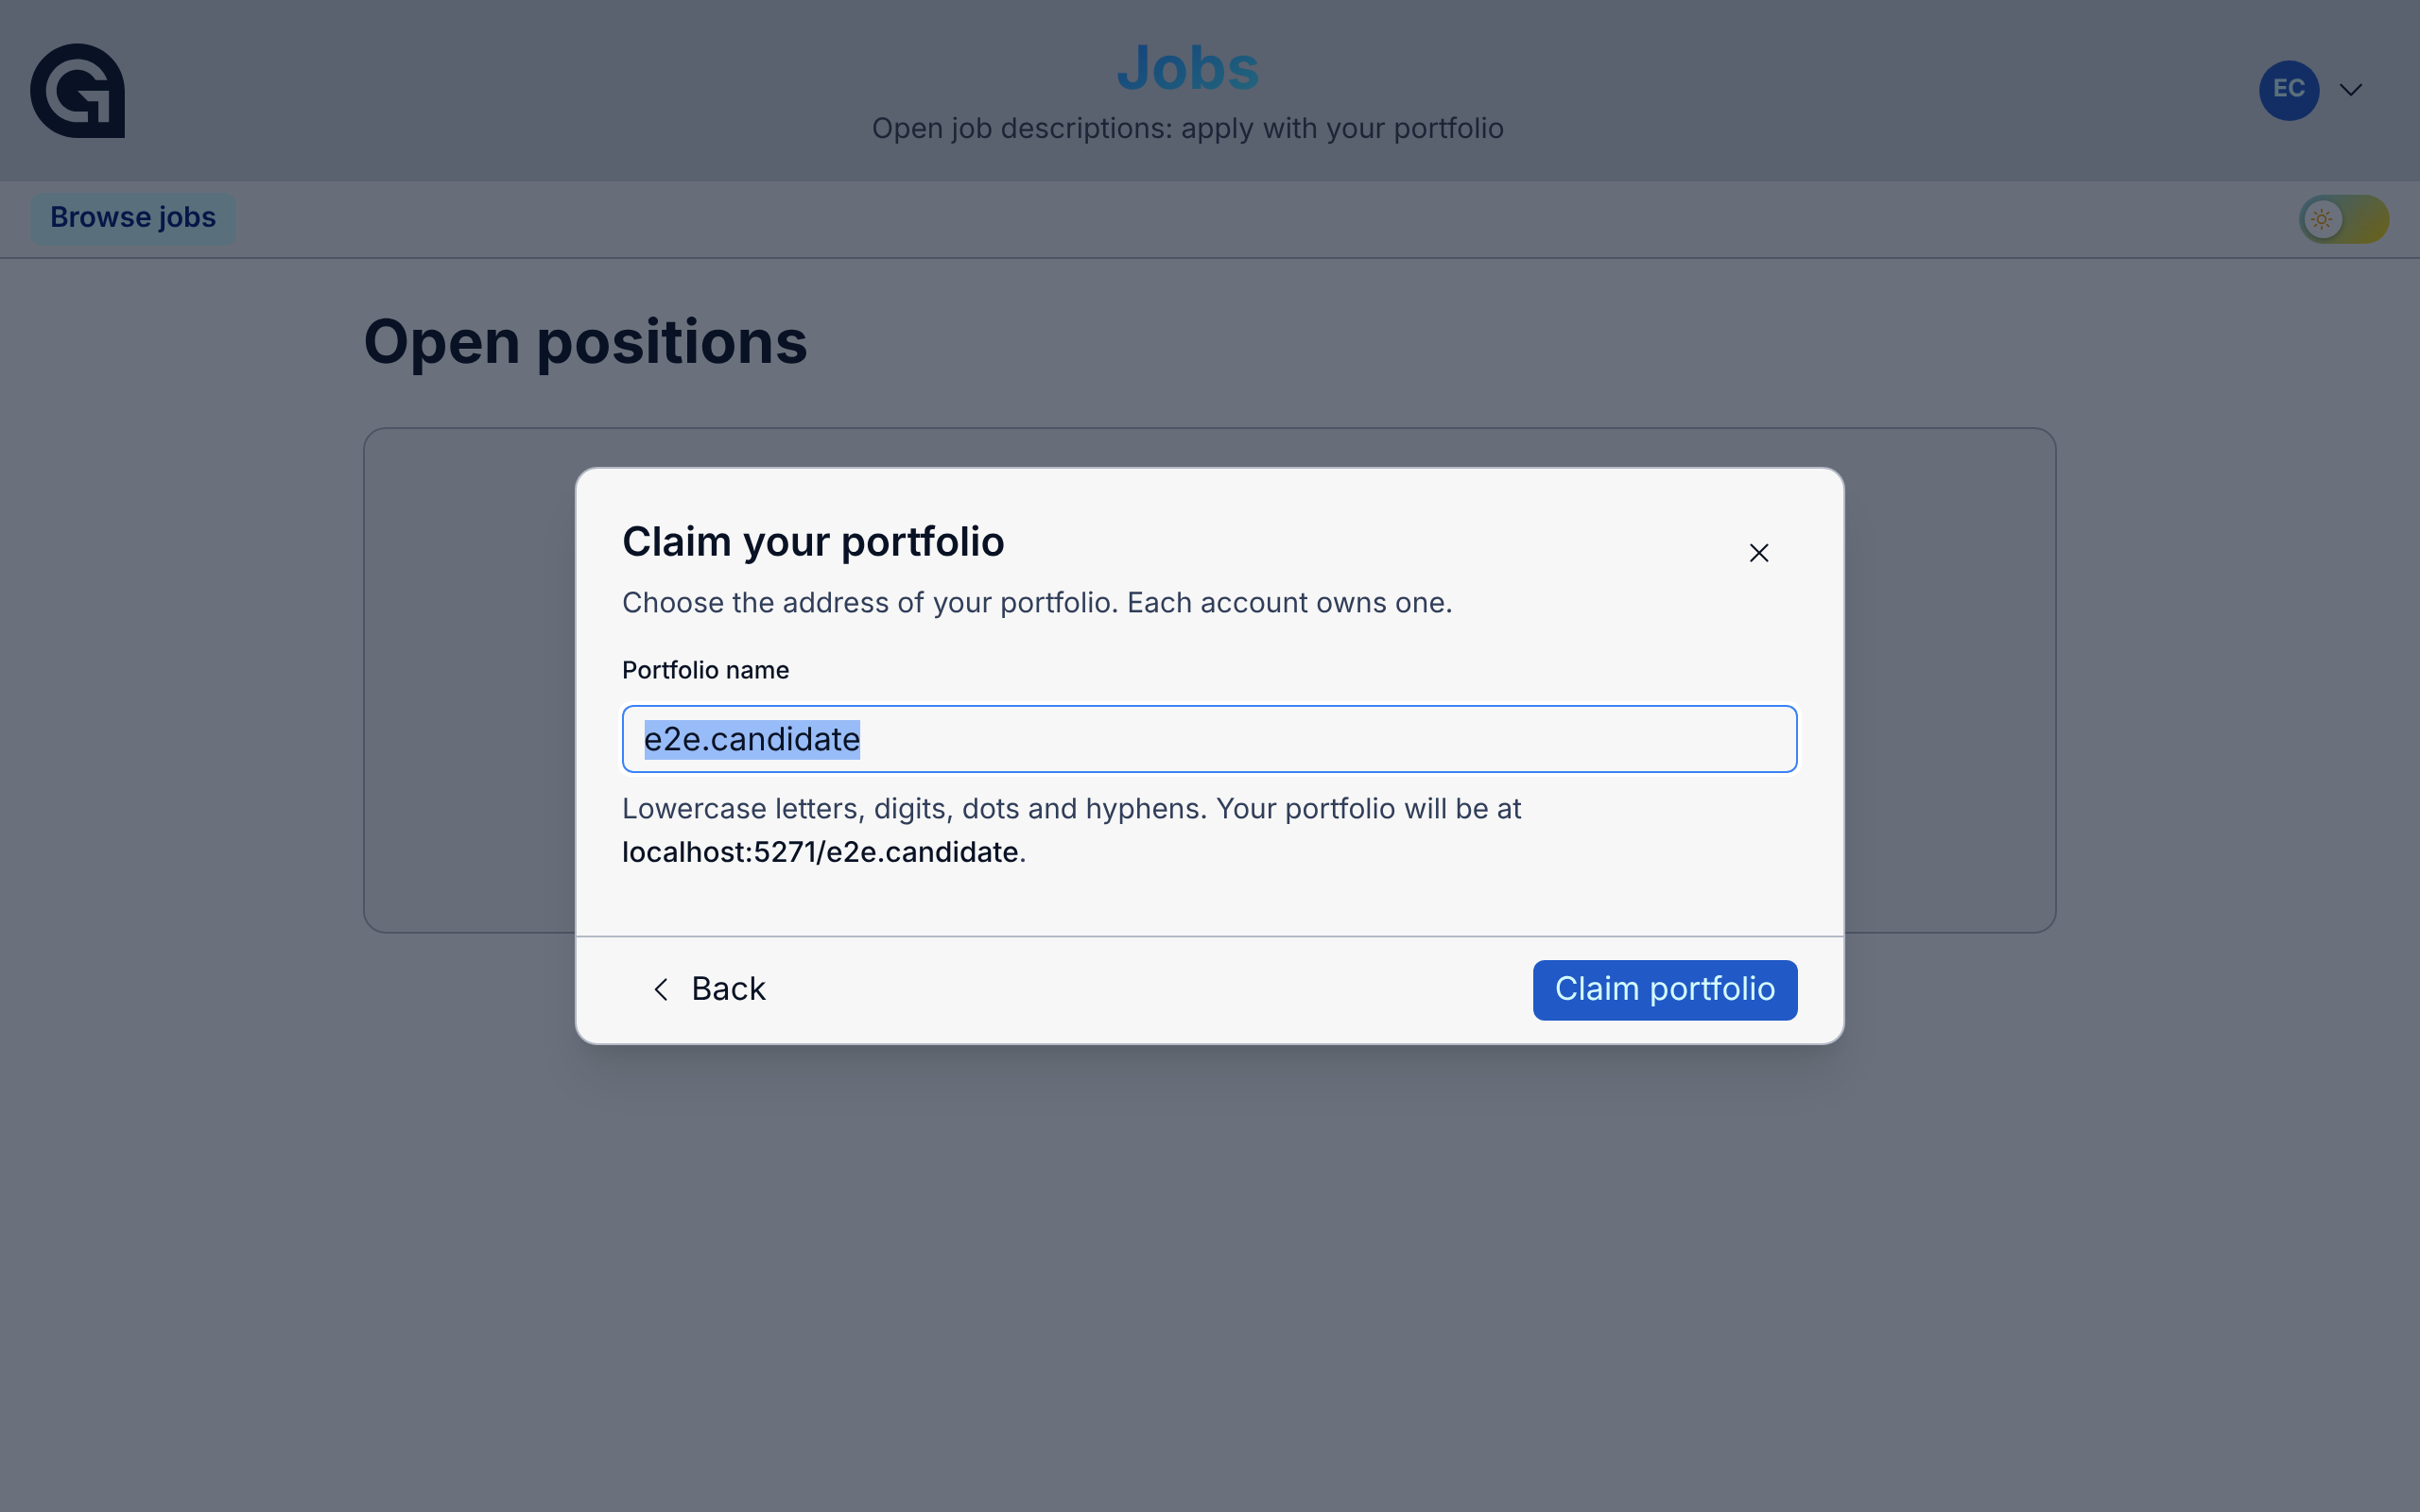 Jobs
Open job descriptions: apply with your portfolio
EC
Browse jobs
Open positions
Claim your portfolio
Choose the address of your portfolio. Each account owns one.
Portfolio name
e2e.candidate
Lowercase letters, digits, dots and hyphens. Your portfolio will be at
localhost:5271/e2e.candidate.
Back
Claim portfolio